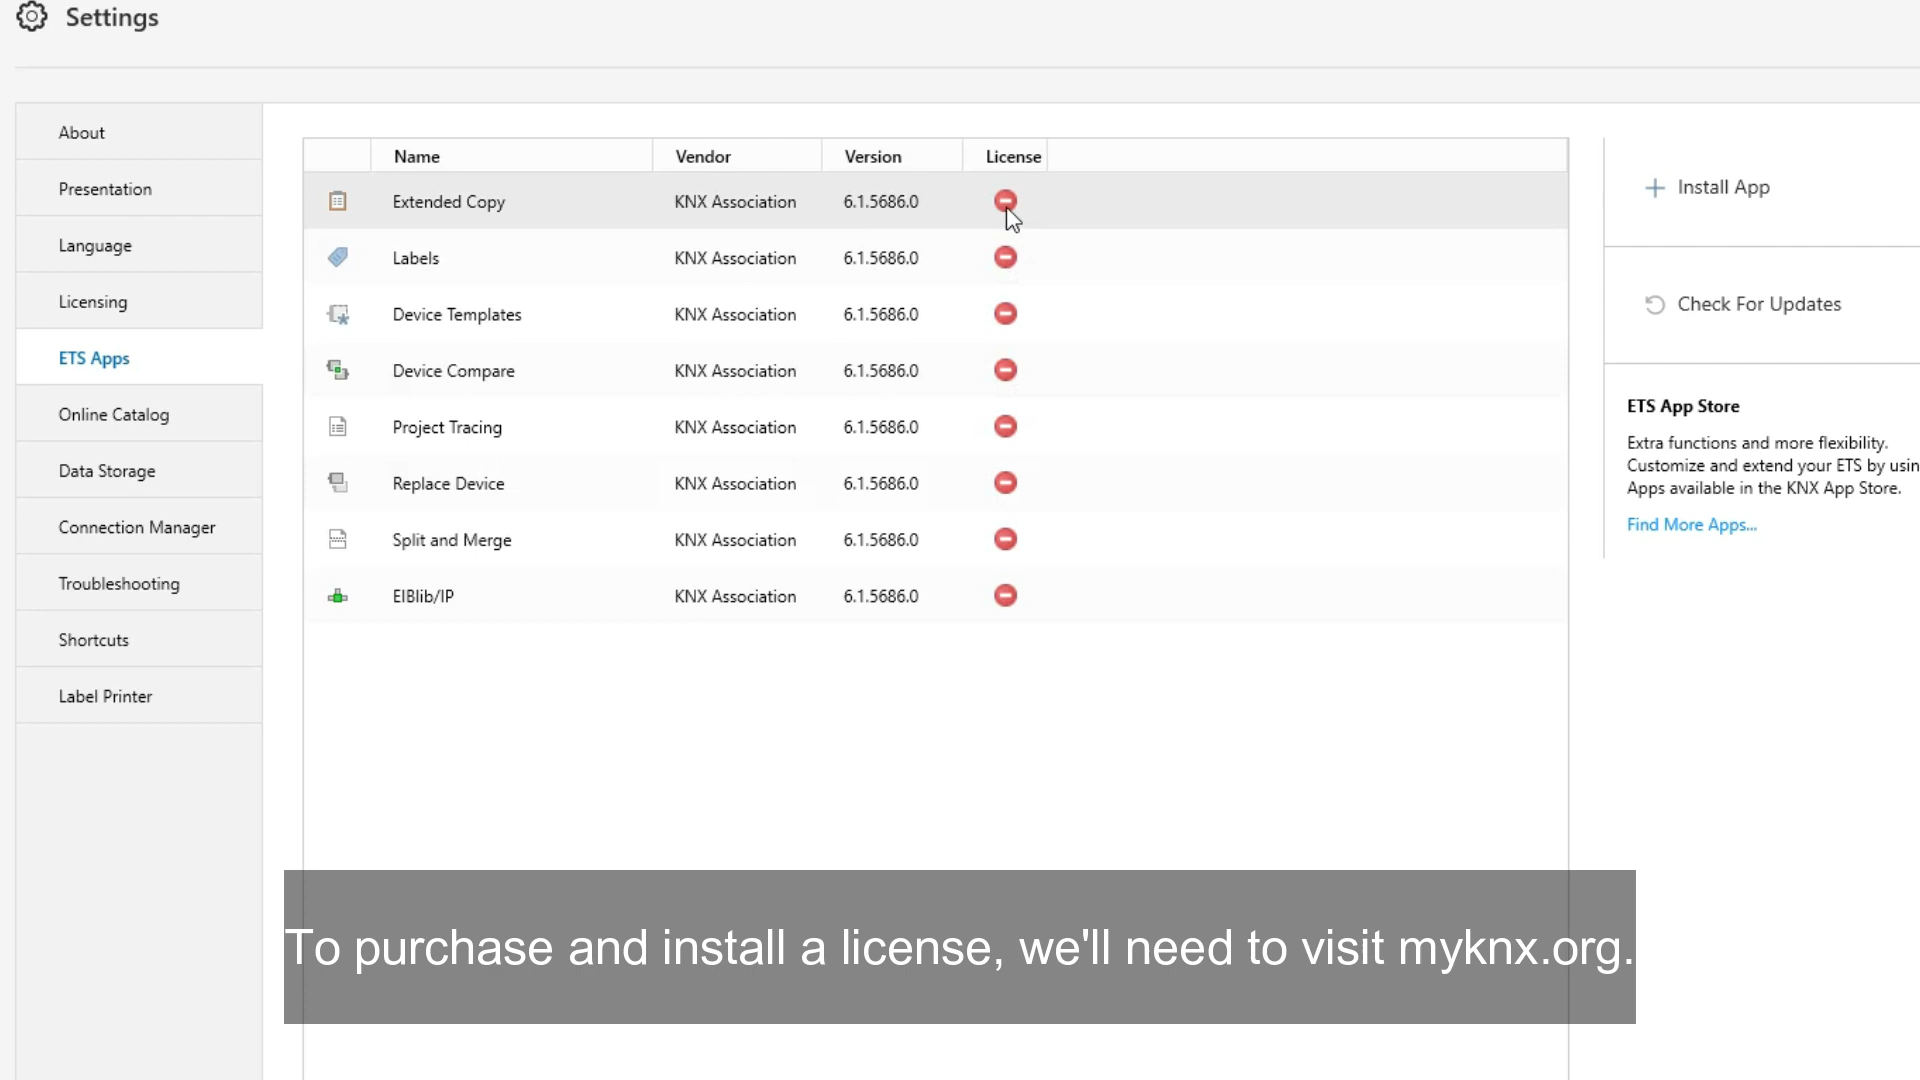 Settings
About
Presentation
Language
Licensing
ETS Apps
Online Catalog
Data Storage
Connection Manager
Troubleshooting
Shortcuts
Label Printer
Name Vendor Version License
Extended Copy KNX Association 6.1.5686.0
Labels KNX Association 6.1.5686.0
Device Templates KNX Association 6.1.5686.0
Device Compare KNX Association 6.1.5686.0
Project Tracing KNX Association 6.1.5686.0
Replace Device KNX Association 6.1.5686.0
Split and Merge KNX Association 6.1.5686.0
EIBlib/IP KNX Association 6.1.5686.0
Install App
Check For Updates
ETS App Store
Extra functions and more flexibility.
Customize and extend your ETS by usin
Apps available in the KNX App Store.
Find More Apps...
To purchase and install a license, we'll need to visit myknx.org.